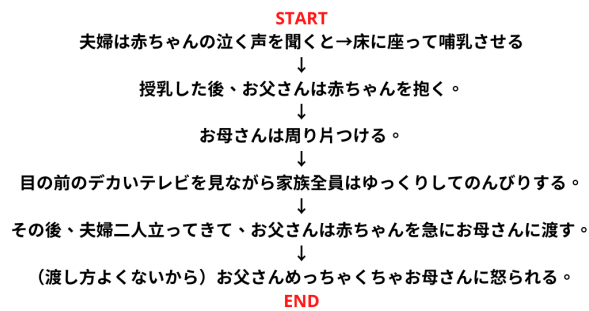 START
夫婦は赤ちゃんの泣く声を聞くと→床に座って哺乳させる
↓
授乳した後、お父さんは赤ちゃんを抱く。
↓
お母さんは周り片つける。
↓
目の前のデカいテレビを見ながら家族全員はゆっくりしてのんびりする。
↓
その後、夫婦二人立ってきて、お父さんは赤ちゃんを急にお母さんに渡す。
↓
（渡し方よくないから）お父さんめっちゃくちゃお母さんに怒られる。
END